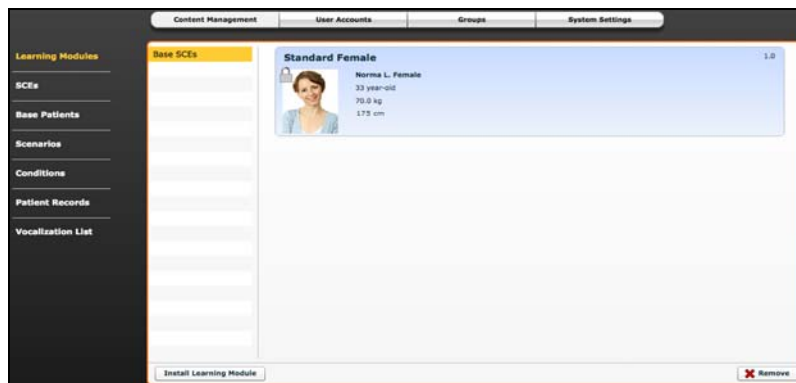 Content Management
User Accounts
Groups
System Settings
Learning Modules
SCEs
Base Patients
Scenarios
Conditions
Patient Records
Vocalization List
Base SCEs
Standard Female
1.0
Norma L. Female
33 year-old
70.0 kg
175 cm
Install Learning Module
Remove